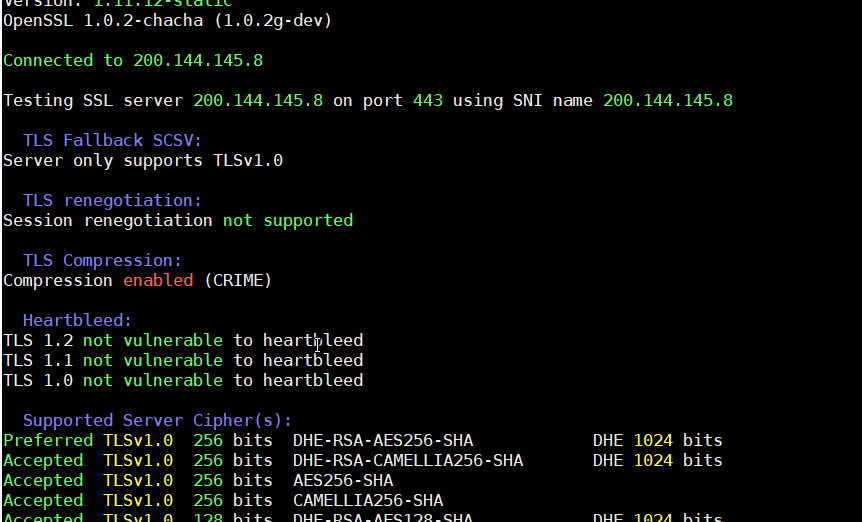 Version: 1.11.12-static
OpenSSL 1.0.2-chacha (1.0.2g-dev)
Connected to 200.144.145.8
Testing SSL server 200.144.145.8 on port 443 using SNI name 200.144.145.8
TLS Fallback SCSV:
Server only supports TLSv1.0
TLS renegotiation:
Session renegotiation not supported
TLS Compression:
Compression enabled (CRIME)
Heartbleed:
TLS 1.2 not vulnerable to heartbleed
TLS 1.1 not vulnerable to heartbleed
TLS 1.0 not vulnerable to heartbleed
Supported Server Cipher(s):
Preferred TLSv1.0 256 bits DHE-RSA-AES256-SHA DHE 1024 bits
Accepted TLSv1.0 256 bits DHE-RSA-CAMELLIA256-SHA DHE 1024 bits
Accepted TLSv1.0 256 bits AES256-SHA
Accepted TLSv1.0 256 bits CAMELLIA256-SHA
Accepted TLSv1.0 128 bits DHE-RSA-AES128-SHA DHE 1024 bits